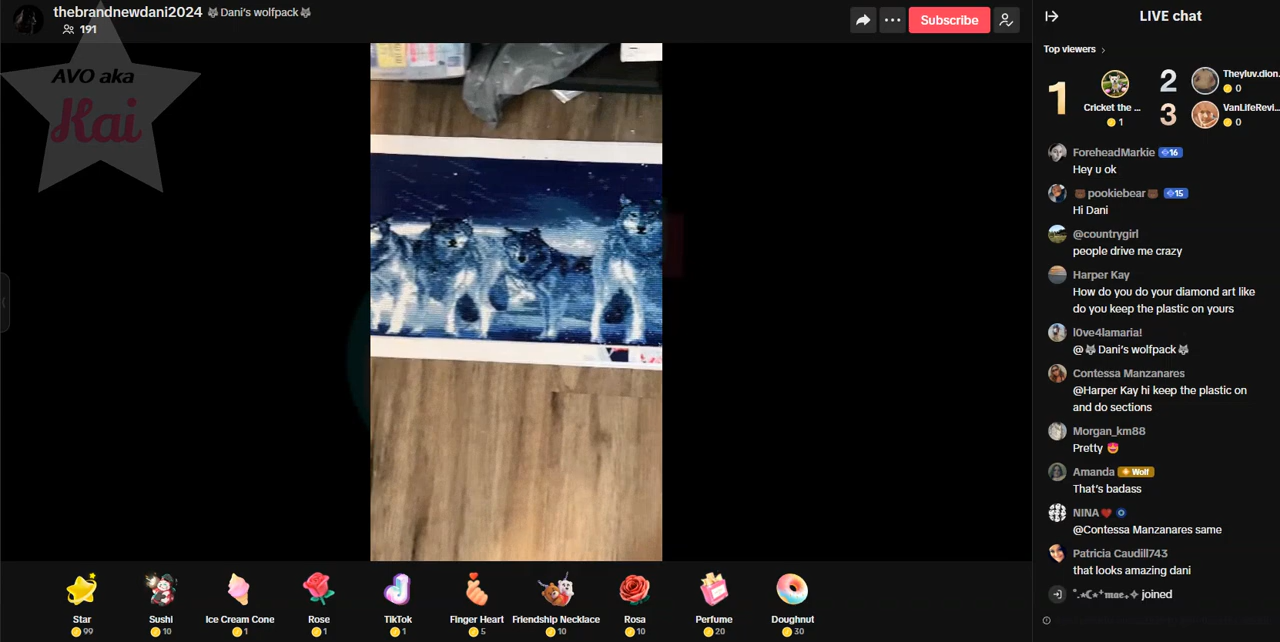 thebrandnewdani2024 🐺Dani's wolfpack🐺
191
Subscribe
AVO aka
Kai
LIVE chat
Top viewers
1
Cricket the ...
1
2
Theyluv.dion.
0
3
VanLifeRevi...
0
ForeheadMarkie 16
Hey u ok
🐻pookiebear🐻 15
Hi Dani
@countrygirl
people drive me crazy
Harper Kay
How do you do your diamond art like
do you keep the plastic on yours
l0ve4lamaria!
@🐺Dani's wolfpack🐺
Contessa Manzanares
@Harper Kay hi keep the plastic on
and do sections
Morgan_km88
Pretty 😍
Amanda Wolf
That's badass
NINA❤️
@Contessa Manzanares same
Patricia Caudill743
that looks amazing dani
joined
Star
99
Sushi
10
Ice Cream Cone
1
Rose
1
TikTok
1
Finger Heart
5
Friendship Necklace
10
Rosa
10
Perfume
20
Doughnut
30